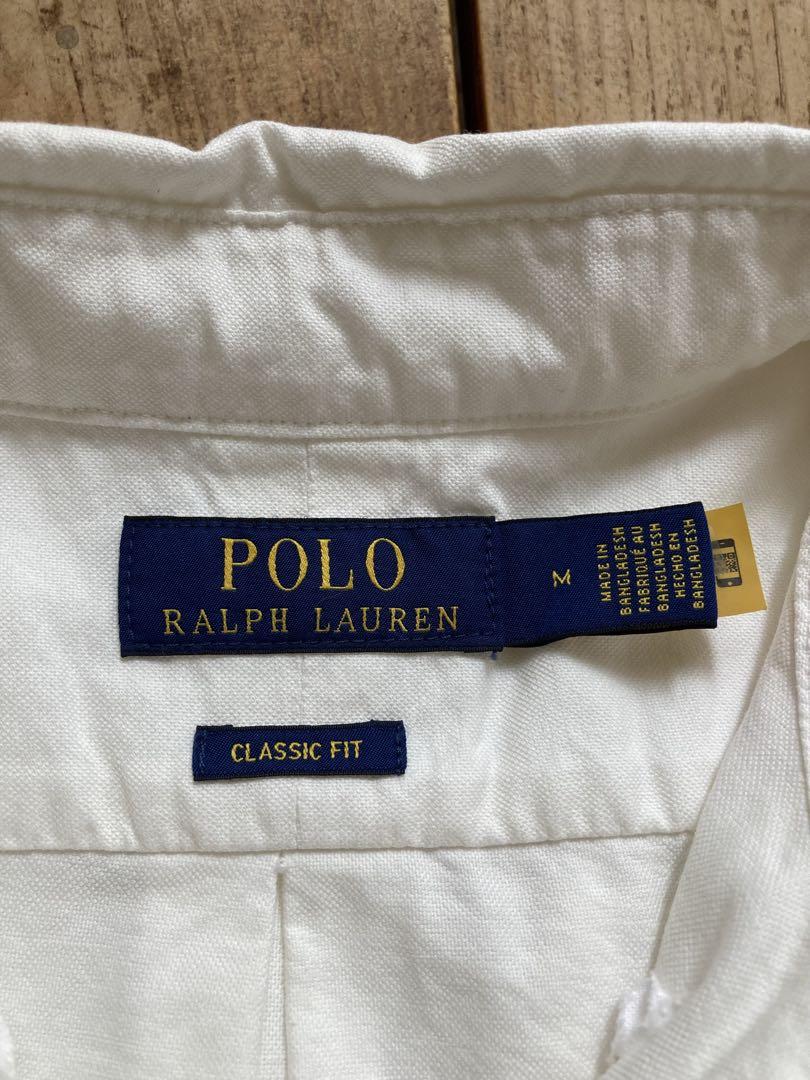 POLO
RALPH LAUREN
M
MADE IN
BANGLADESH
FABRIQUÉ AU
BANGLADESH
HECHO EN
BANGLADESH
CLASSIC FIT